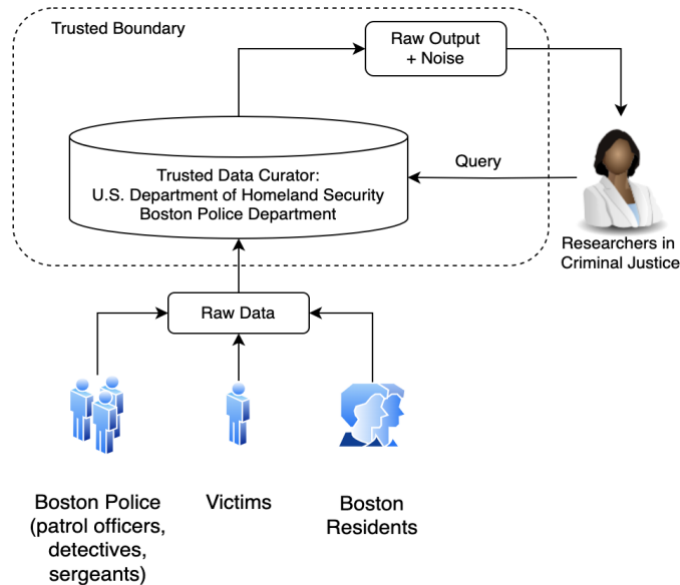 Trusted Boundary
Raw Output
+ Noise
Trusted Data Curator:
U.S. Department of Homeland Security
Boston Police Department
Query
Researchers in
Criminal Justice
Raw Data
Boston Police
(patrol officers,
detectives,
sergeants)
Victims
Boston
Residents